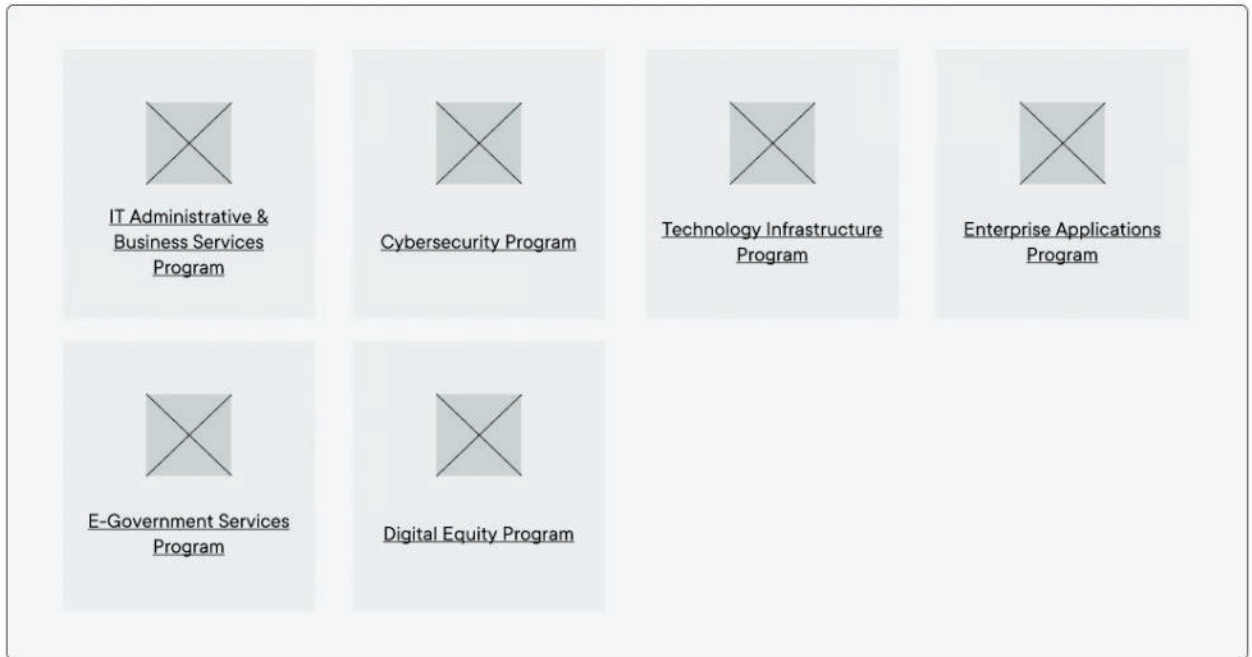 IT Administrative &
Business Services
Program
Cybersecurity Program
Technology Infrastructure
Program
Enterprise Applications
Program
E-Government Services
Program
Digital Equity Program